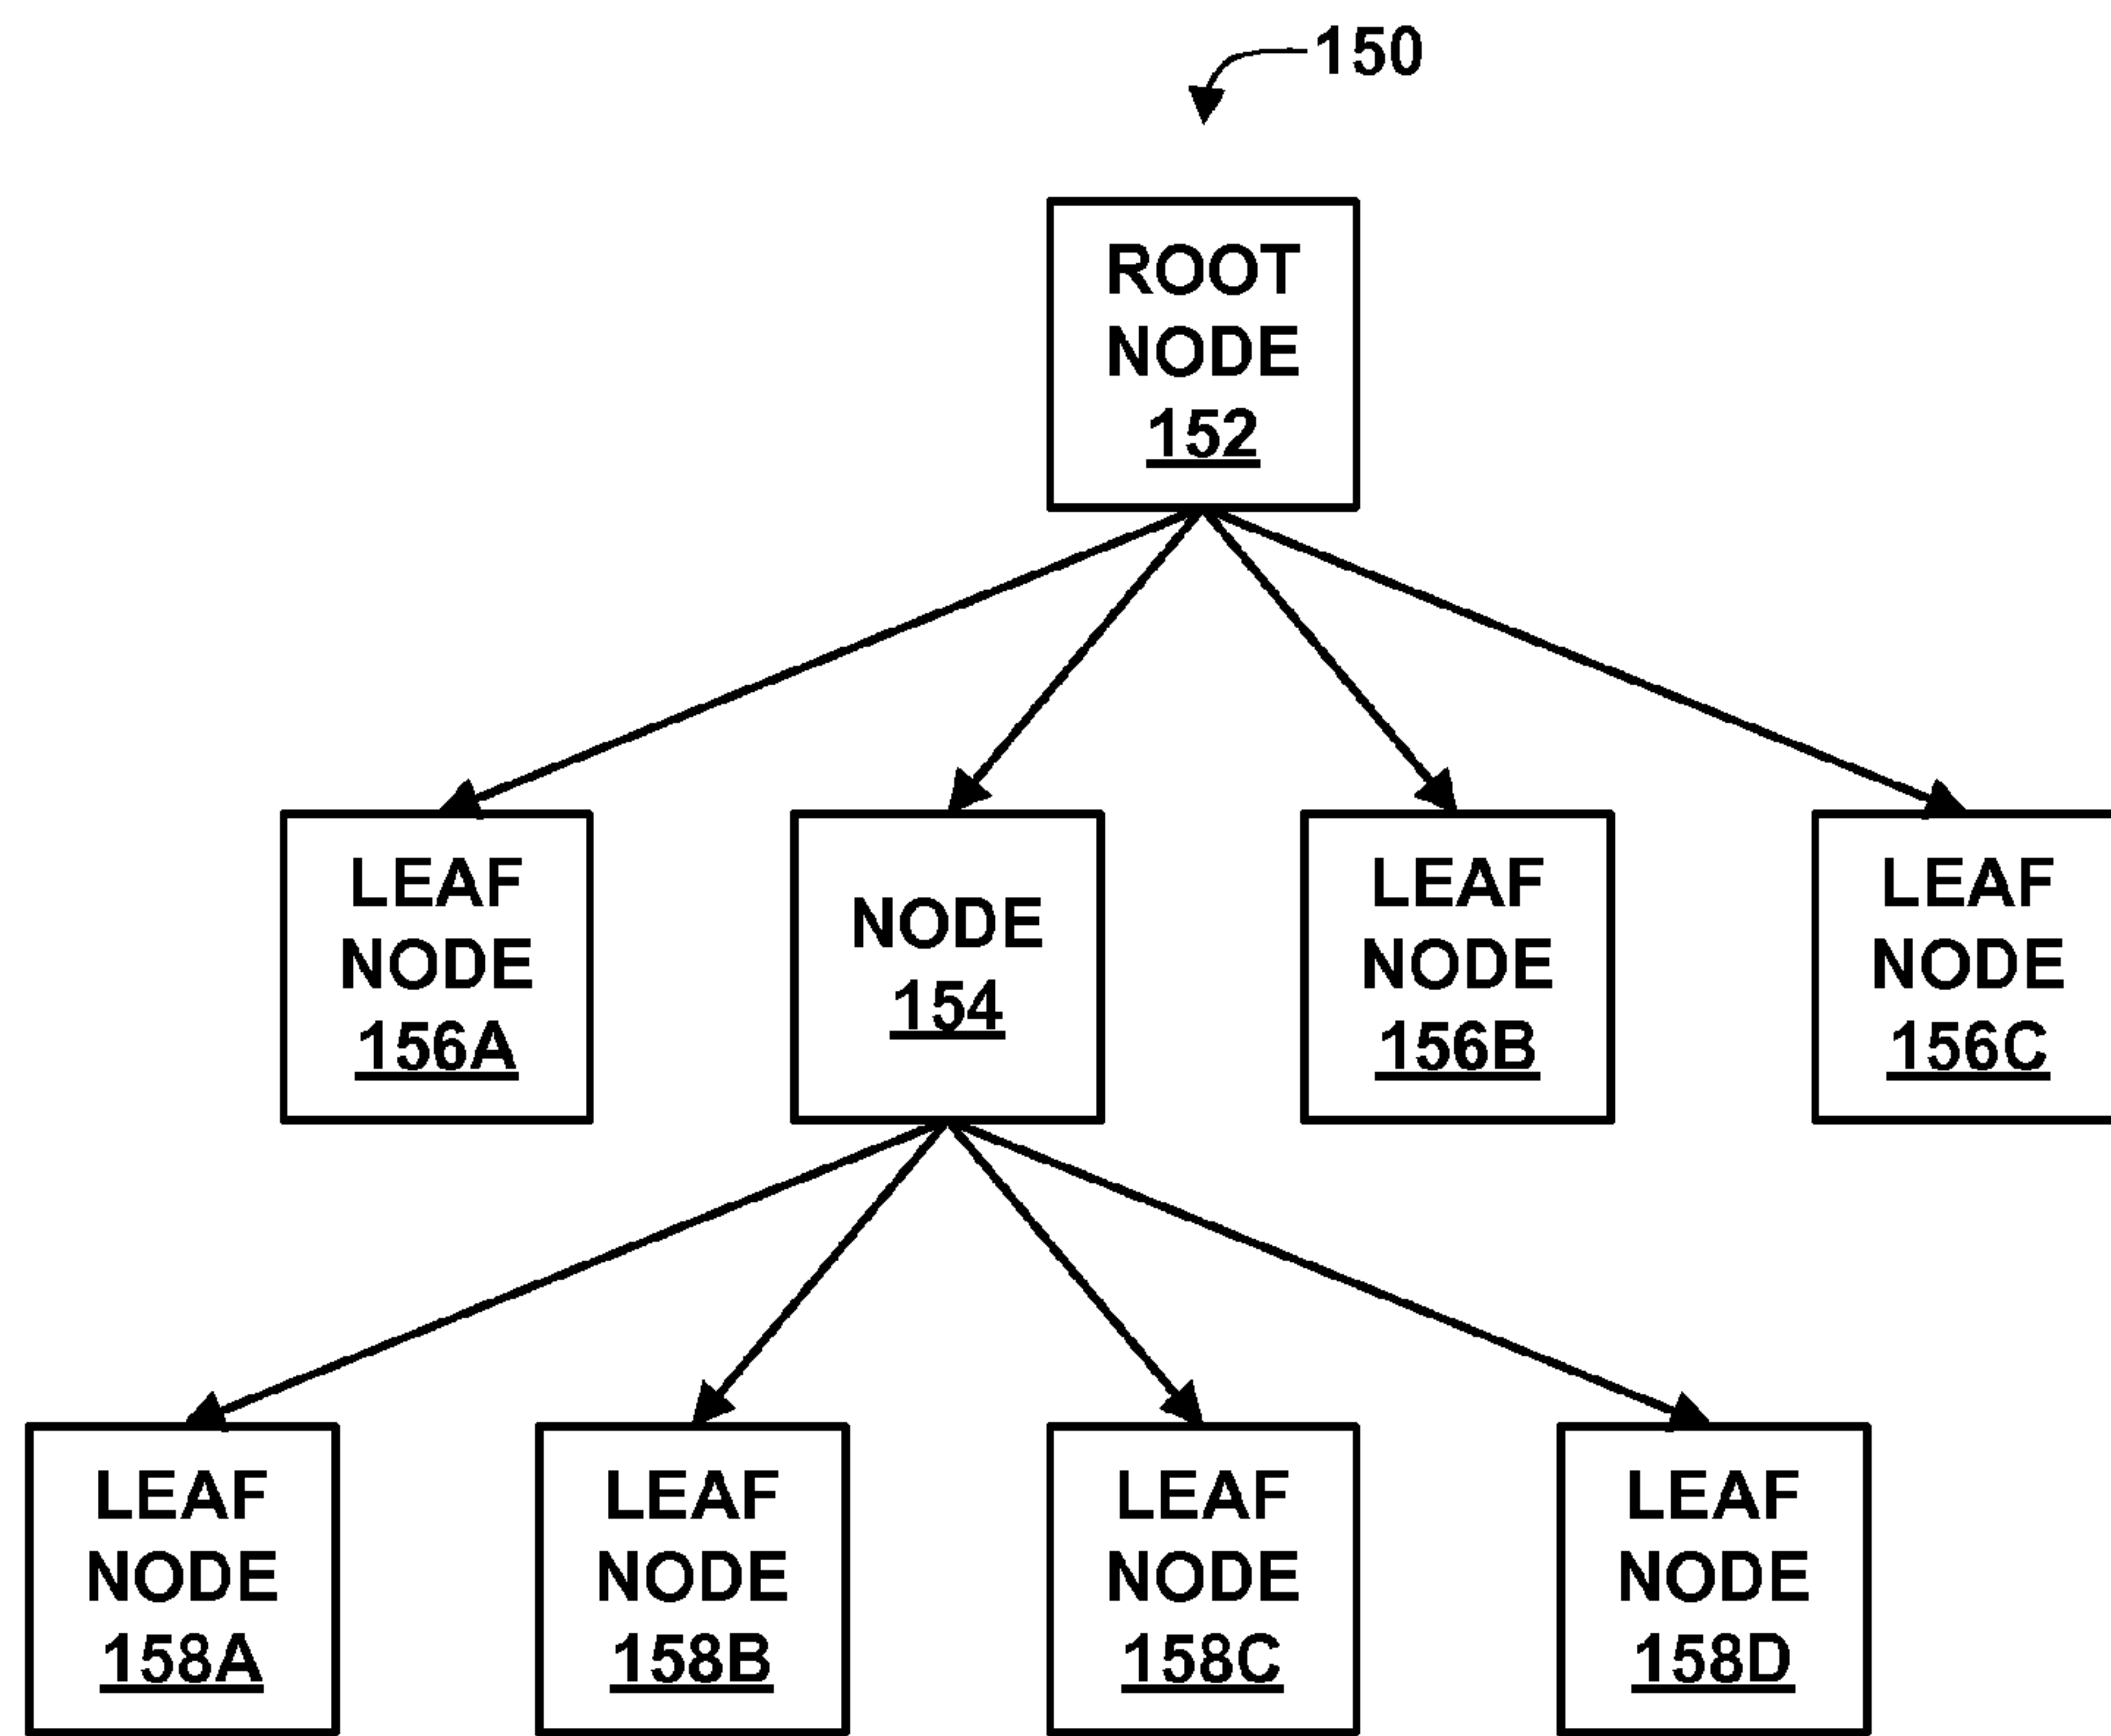 150
ROOT
NODE
152
LEAF
NODE
156A
NODE
154
LEAF
NODE
156B
LEAF
NODE
156C
LEAF
NODE
158A
LEAF
NODE
158B
LEAF
NODE
158C
LEAF
NODE
158D